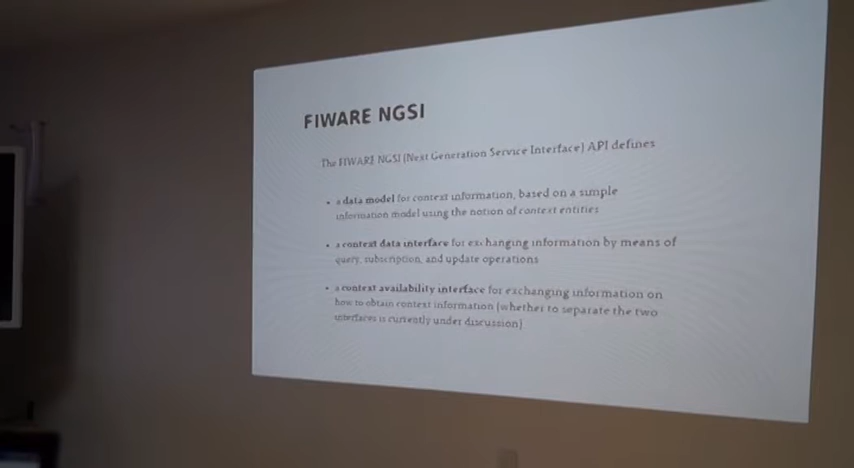 FIWARE NGSI
The FIWARE NGSI (Next Generation Service Interface) API defines
• a data model for context information, based on a simple
information model using the notion of context entities
• a context data interface for exchanging information by means of
query, subscription, and update operations
• a context availability interface for exchanging information on
how to obtain context information (whether to separate the two
interfaces is currently under discussion)